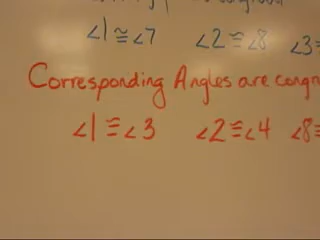 ∠1 ≅ ∠7 ∠2 ≅ ∠8 ∠3
Corresponding Angles are congr
∠1 ≅ ∠3 ∠2 ≅ ∠4 ∠8 ≅